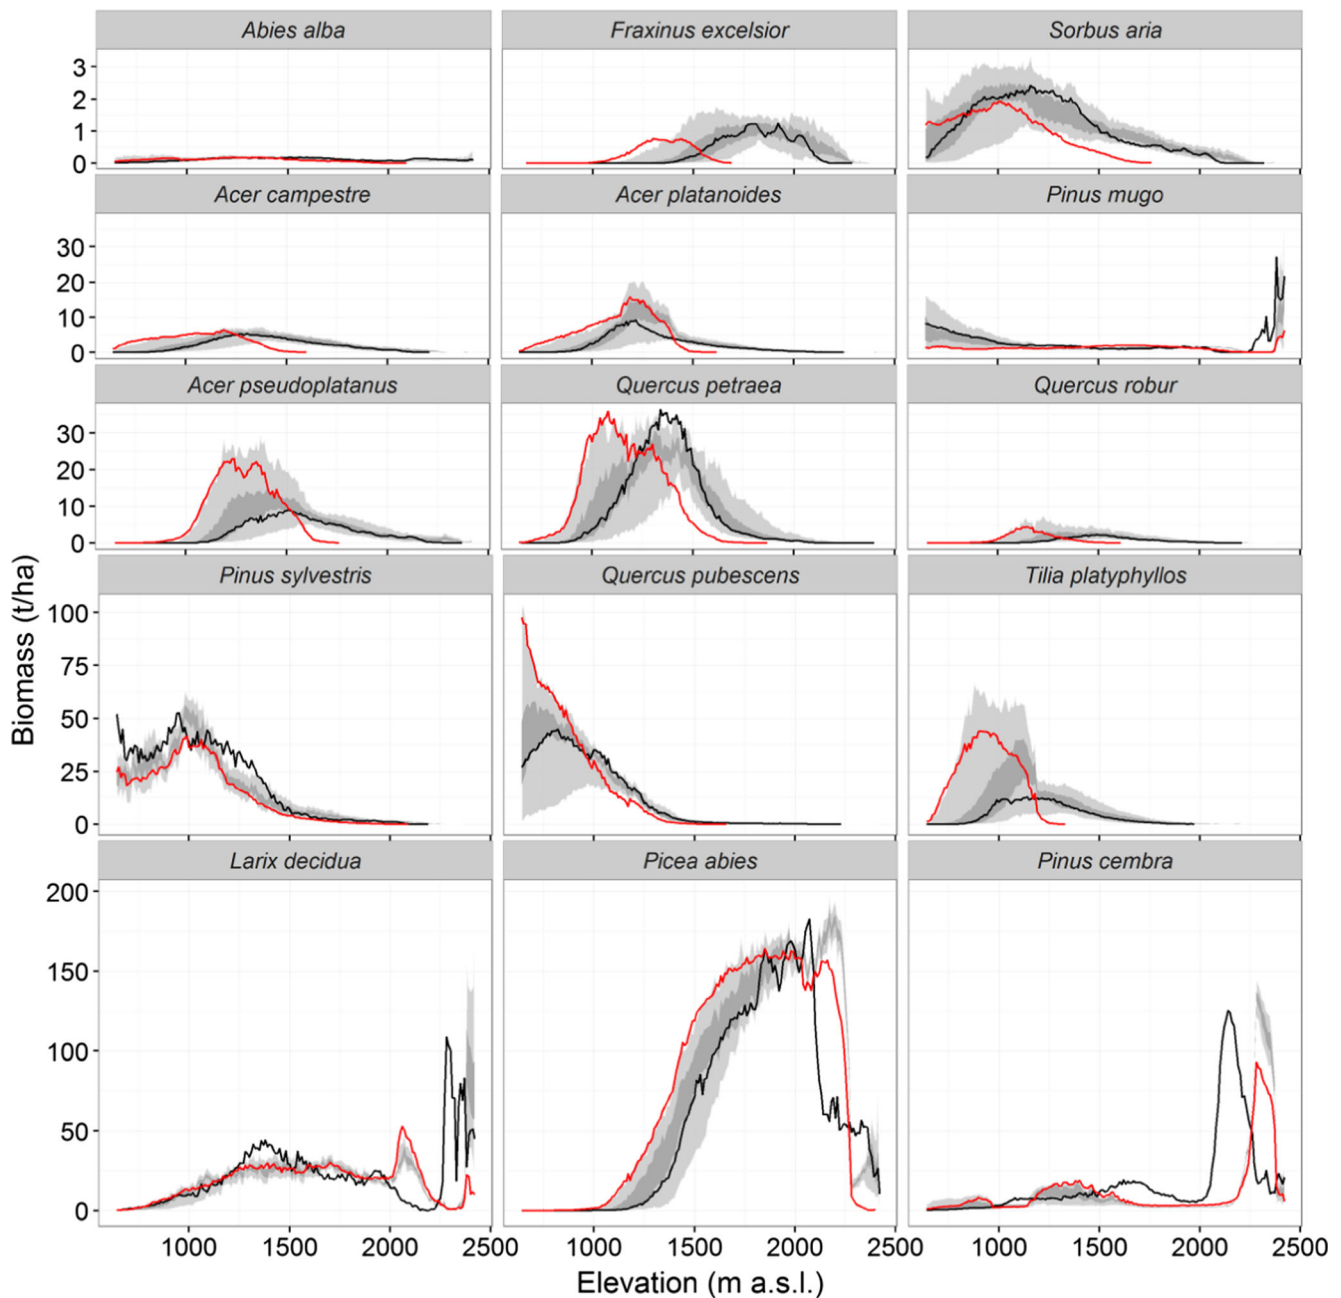 Abies alba
Fraxinus excelsior
Sorbus aria
3
2
1
0
Acer campestre
Acer platanoides
Pinus mugo
30
20
10
0
Acer pseudoplatanus
Quercus petraea
Quercus robur
30
20
10
0
Pinus sylvestris
Quercus pubescens
Tilia platyphyllos
100
75
50
25
0
Larix decidua
Picea abies
Pinus cembra
200
150
100
50
0
1000 1500 2000 2500 1000 1500 2000 2500 1000 1500 2000 2500
Elevation (m a.s.l.)
Biomass (t/ha)